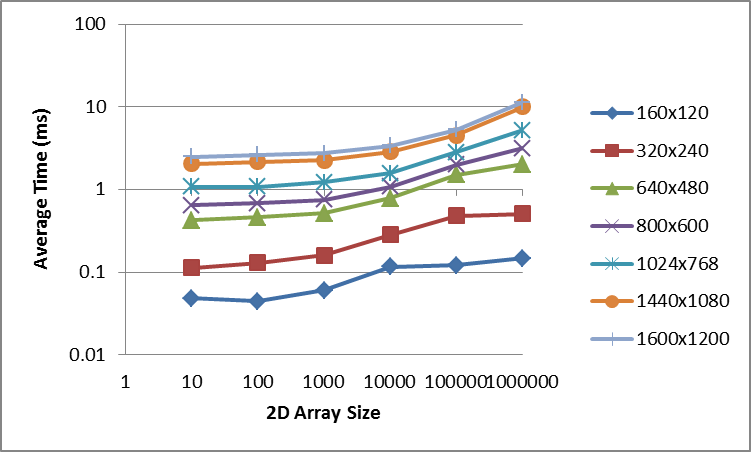 100
10
1
0.1
0.01
Average Time (ms)
1 10 100 1000 10000 100000 1000000
2D Array Size
160x120
320x240
640x480
800x600
1024x768
1440x1080
1600x1200